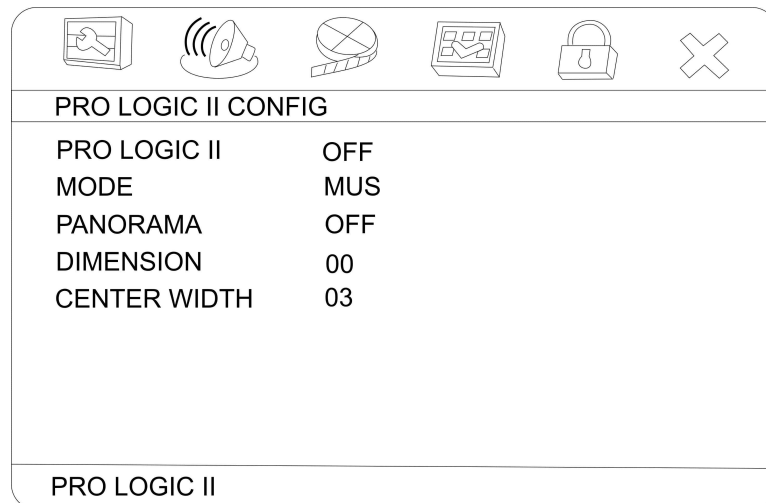 PRO LOGIC II CONFIG
PRO LOGIC II OFF
MODE MUS
PANORAMA OFF
DIMENSION 00
CENTER WIDTH 03
PRO LOGIC II